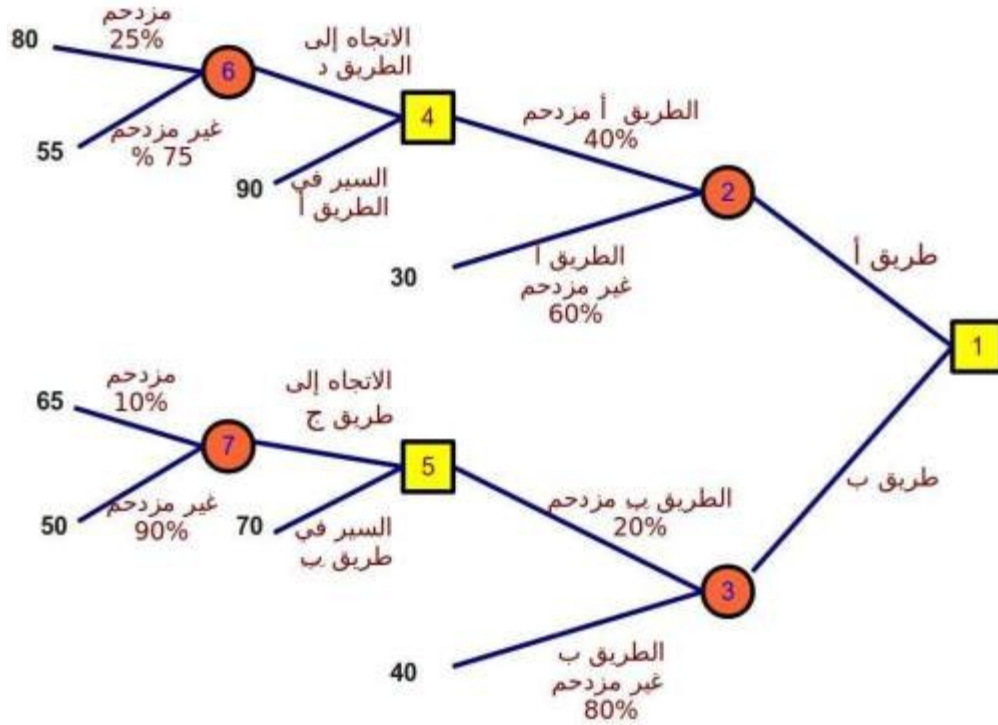 مزدحم
25%
80
6
غير مزدحم
% 75
55
الاتجاه إلى
الطريق د
4
السير في
الطريق أ
90
الطريق أ مزدحم
40%
2
الطريق أ
غير مزدحم
60%
30
طريق أ
1
مزدحم
10%
65
7
غير مزدحم
90%
50
الاتجاه إلى
طريق ج
5
السير في
طريق ب
70
الطريق ب مزدحم
20%
3
طريق ب
الطريق ب
غير مزدحم
80%
40